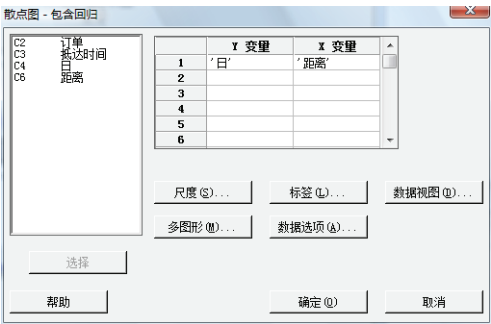 散点图 - 包含回归
C2 订单
C3 抵达时间
C4 日
C6 距离
Y 变量 X 变量
1 '日' '距离'
2
3
4
5
6
尺度(S)... 标签(L)... 数据视图(D)...
多图形(M)... 数据选项(A)...
选择
帮助 确定(O) 取消